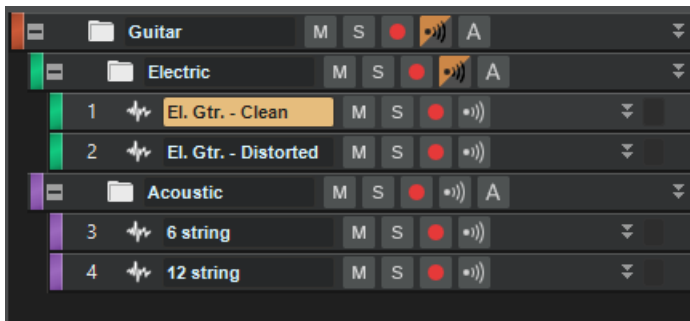 Guitar M S A
Electric M S A
1 El. Gtr. - Clean M S
2 El. Gtr. - Distorted M S
Acoustic M S A
3 6 string M S
4 12 string M S